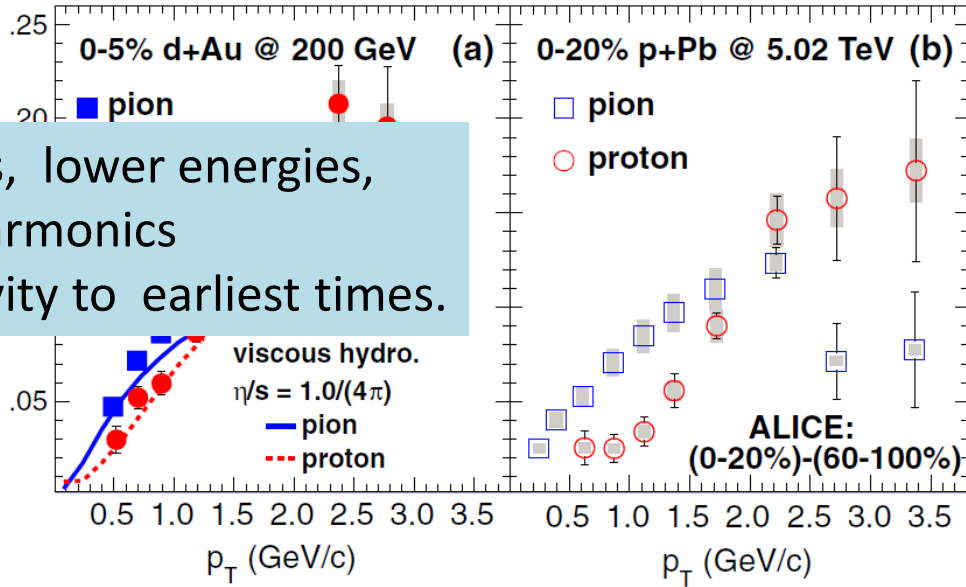 .25
0-5% d+Au @ 200 GeV (a)
pion
.20
s, lower energies,
armonics
vity to earliest times.
.05
viscous hydro.
η/s = 1.0/(4π)
pion
proton
0.5 1.0 1.5 2.0 2.5 3.0 3.5
p_T (GeV/c)
0-20% p+Pb @ 5.02 TeV (b)
pion
proton
ALICE:
(0-20%)-(60-100%)
0.5 1.0 1.5 2.0 2.5 3.0 3.5
p_T (GeV/c)